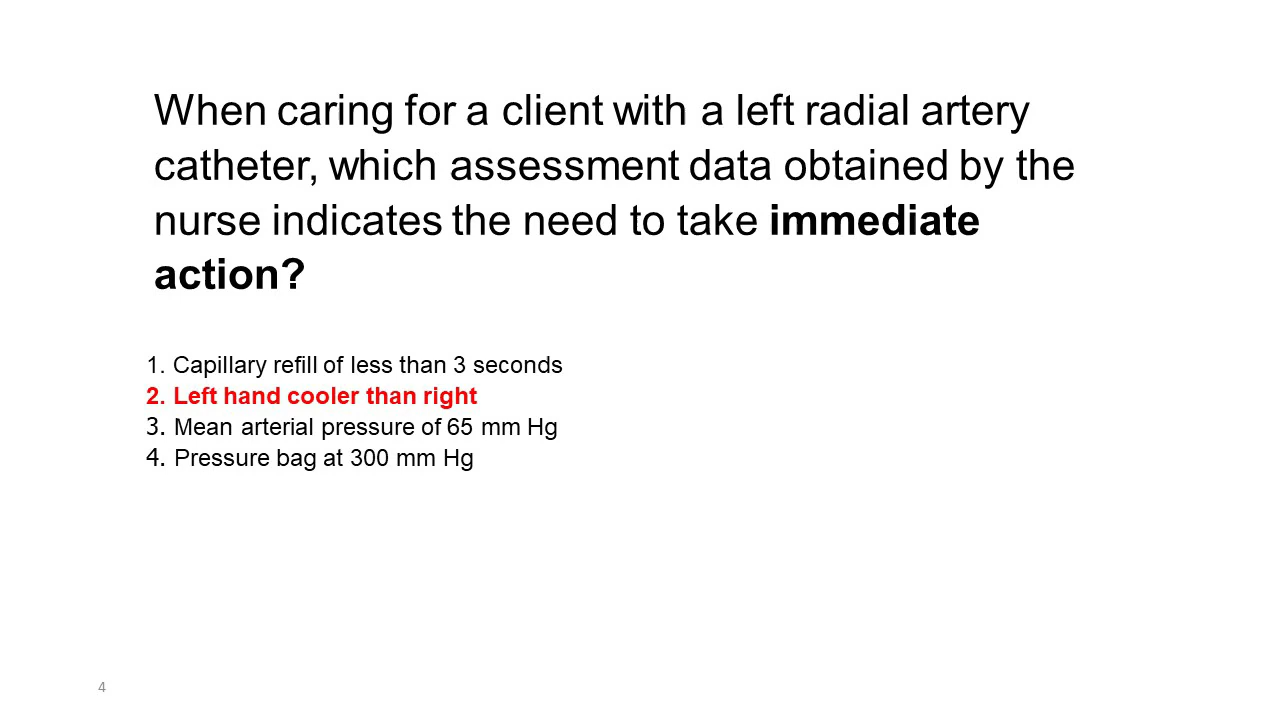 When caring for a client with a left radial artery
catheter, which assessment data obtained by the
nurse indicates the need to take immediate
action?
1. Capillary refill of less than 3 seconds
2. Left hand cooler than right
3. Mean arterial pressure of 65 mm Hg
4. Pressure bag at 300 mm Hg
4